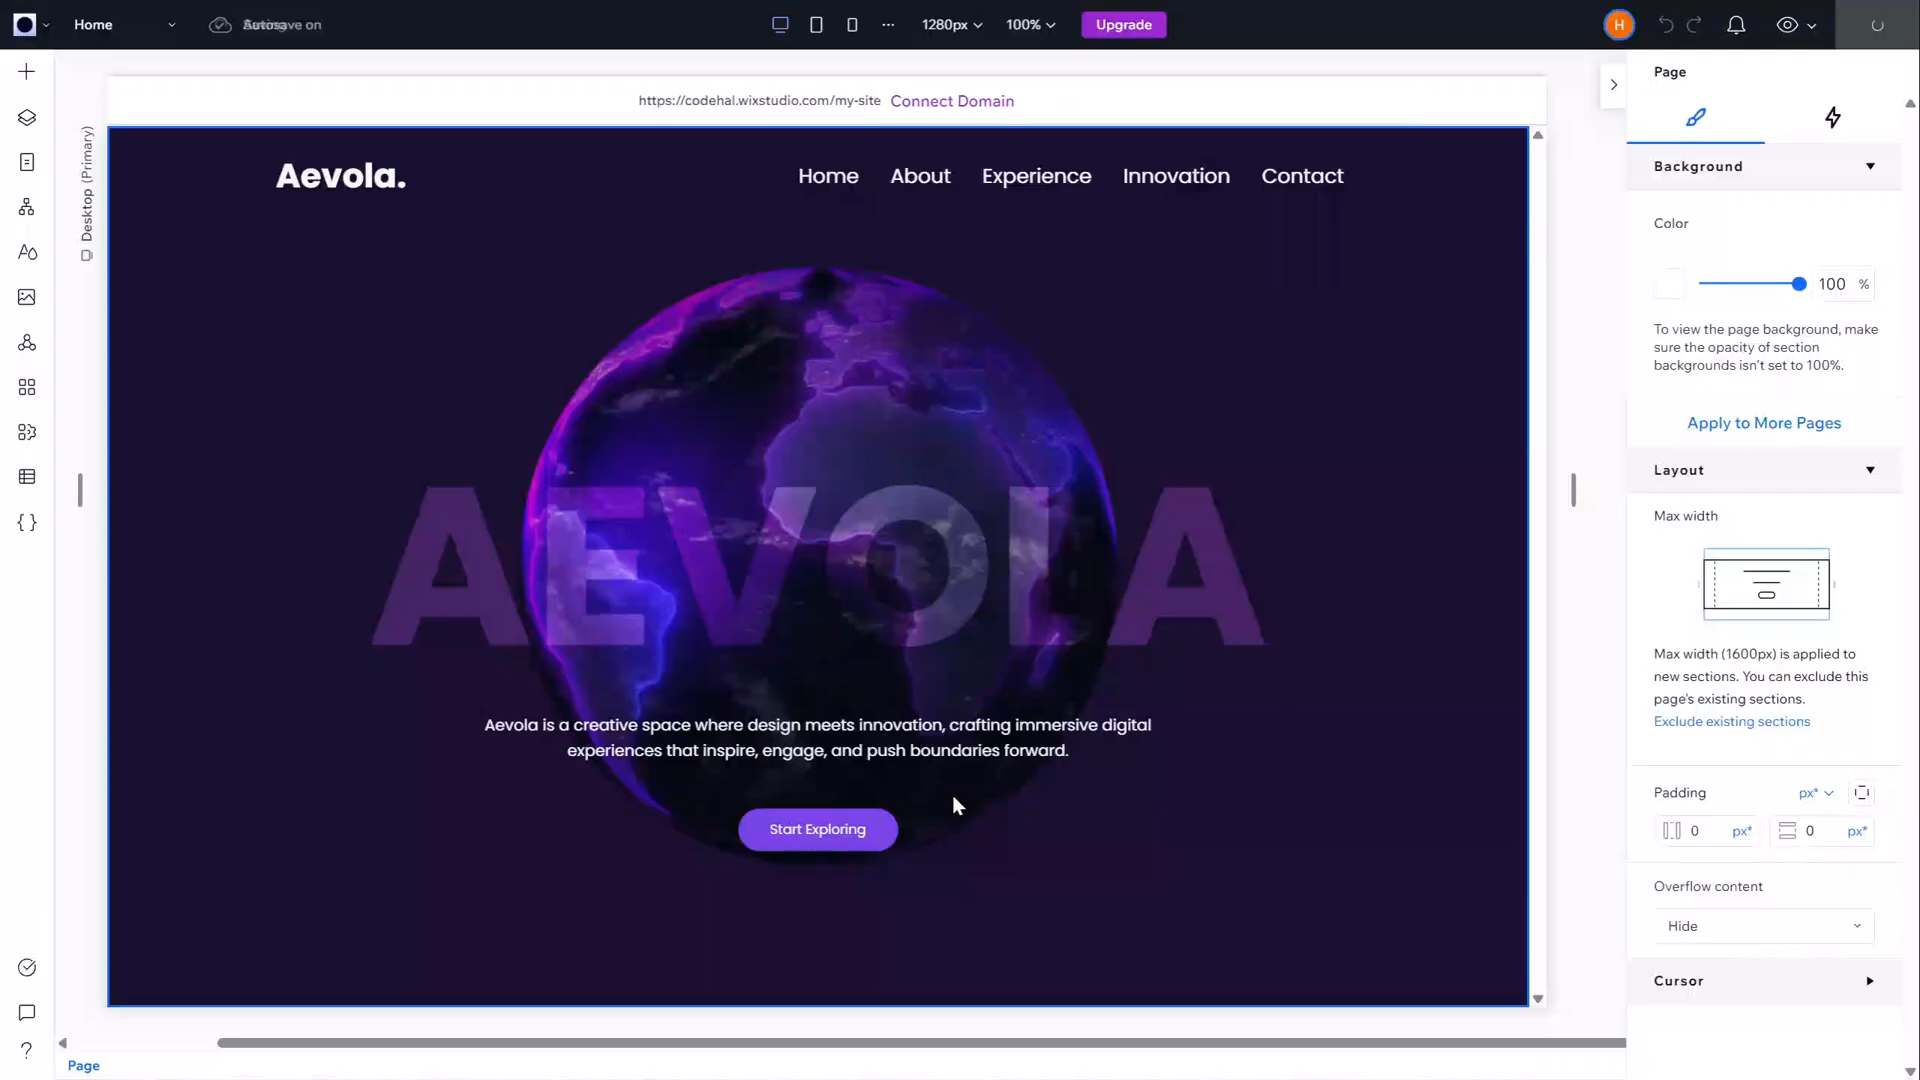 Home
1280px
100%
Upgrade
H
Page
https://codehal.wixstudio.com/my-site Connect Domain
Desktop (Primary)
Aevola.
Home About Experience Innovation Contact
AEVOLA
Aevola is a creative space where design meets innovation, crafting immersive digital
experiences that inspire, engage, and push boundaries forward.
Start Exploring
Background
Color
100 %
To view the page background, make
sure the opacity of section
backgrounds isn't set to 100%.
Apply to More Pages
Layout
Max width
Max width (1600px) is applied to
new sections. You can exclude this
page's existing sections.
Exclude existing sections
Padding px*
0 px* 0 px*
Overflow content
Hide
Cursor
Page